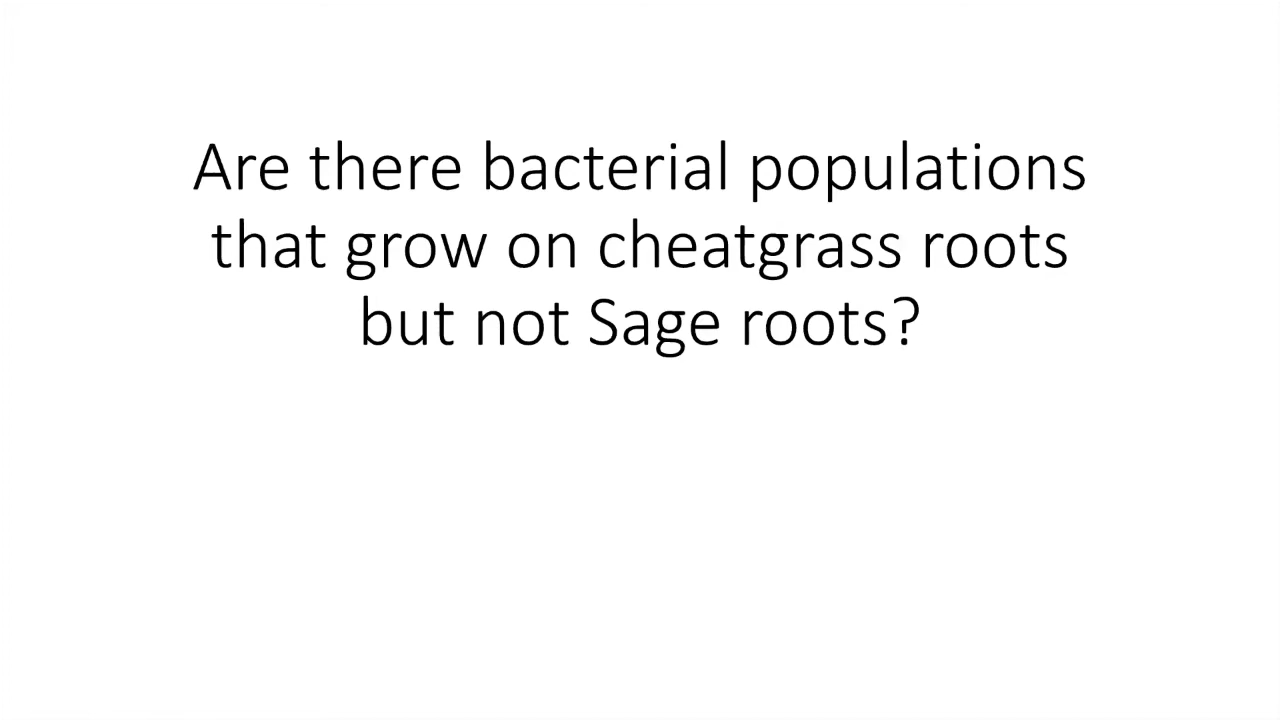 Are there bacterial populations
that grow on cheatgrass roots
but not Sage roots?